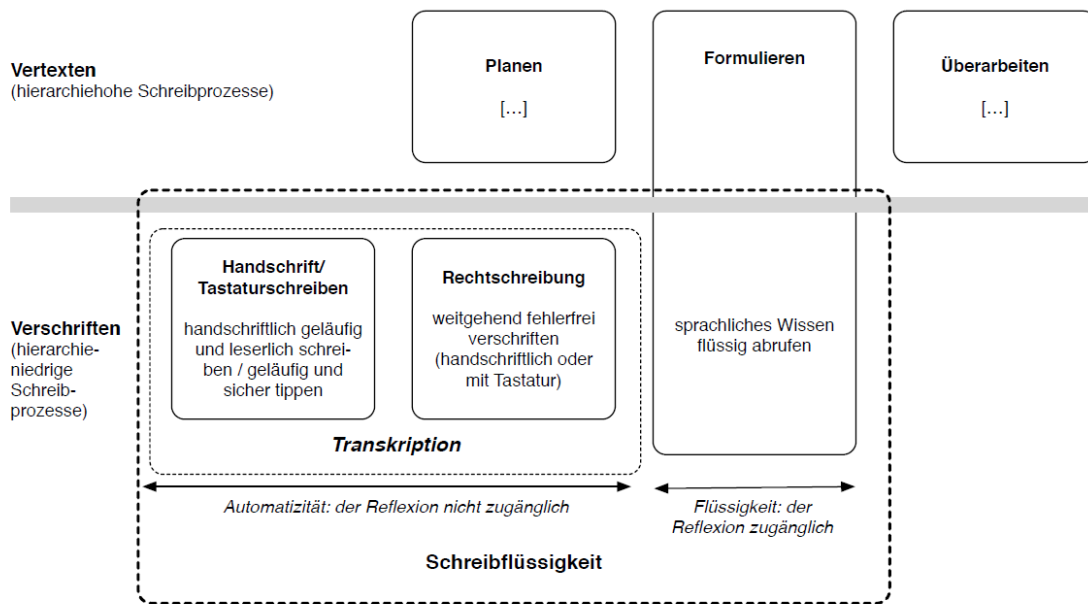 Vertexten
(hierarchiehohe Schreibprozesse)
Planen
[…]
Formulieren
Überarbeiten
[…]
Verschriften
(hierarchie-
niedrige
Schreib-
prozesse)
Handschrift/
Tastaturschreiben
handschriftlich geläufig
und leserlich schrei-
ben / geläufig und
sicher tippen
Rechtschreibung
weitgehend fehlerfrei
verschriften
(handschriftlich oder
mit Tastatur)
sprachliches Wissen
flüssig abrufen
Transkription
Automatizität: der Reflexion nicht zugänglich
Flüssigkeit: der
Reflexion zugänglich
Schreibflüssigkeit